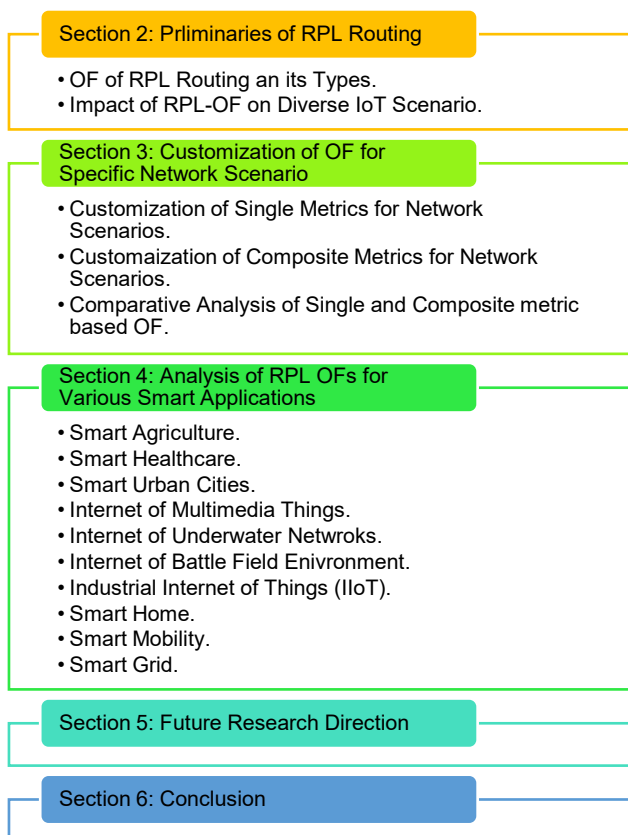 Section 2: Prliminaries of RPL Routing
• OF of RPL Routing an its Types.
• Impact of RPL-OF on Diverse IoT Scenario.
Section 3: Customization of OF for
Specific Network Scenario
• Customization of Single Metrics for Network
Scenarios.
• Customaization of Composite Metrics for Network
Scenarios.
• Comparative Analysis of Single and Composite metric
based OF.
Section 4: Analysis of RPL OFs for
Various Smart Applications
• Smart Agriculture.
• Smart Healthcare.
• Smart Urban Cities.
• Internet of Multimedia Things.
• Internet of Underwater Netwroks.
• Internet of Battle Field Enivronment.
• Industrial Internet of Things (IIoT).
• Smart Home.
• Smart Mobility.
• Smart Grid.
Section 5: Future Research Direction
Section 6: Conclusion